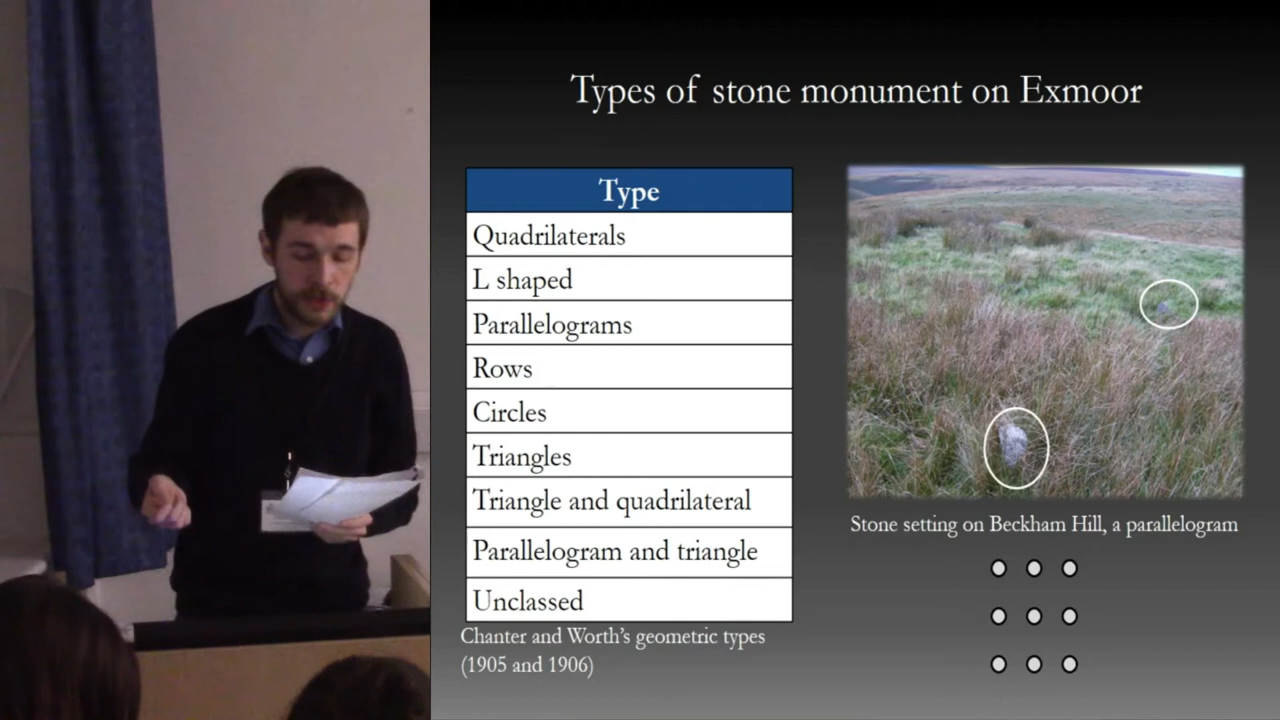 Types of stone monument on Exmoor
Type
Quadrilaterals
L shaped
Parallelograms
Rows
Circles
Triangles
Triangle and quadrilateral
Parallelogram and triangle
Unclassed
Chanter and Worth's geometric types
(1905 and 1906)
Stone setting on Beckham Hill, a parallelogram